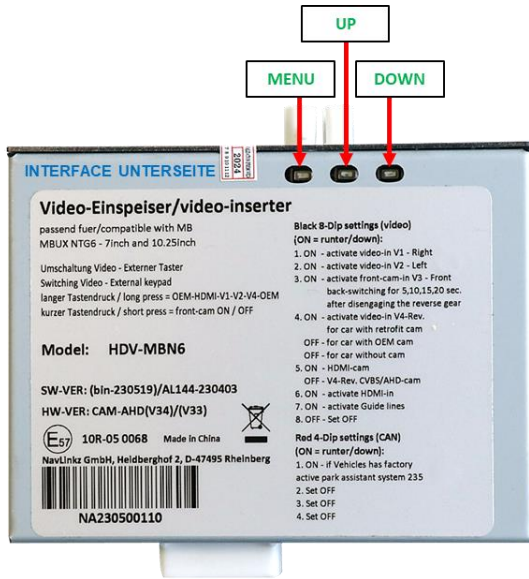 UP
MENU
DOWN
INTERFACE UNTERSEITE
2024
Video-Einspeiser/video-inserter
passend fuer/compatible with MB
MBUX NTG6 - 7inch and 10.25inch
Umschaltung Video - Externer Taster
Switching Video - External keypad
langer Tastendruck / long press = OEM-HDMI-V1-V2-V4-OEM
kurzer Tastendruck / short press = front-cam ON / OFF
Model: HDV-MBN6
SW-VER: (bin-230519)/AL144-230403
HW-VER: CAM-AHD(V34)/(V33)
E57 10R-05 0068 Made in China
NavLinkz GmbH, Heidberghof 2, D-47495 Rheinberg
NA230500110
Black 8-Dip settings (video)
(ON = runter/down):
1. ON - activate video-in V1 - Right
2. ON - activate video-in V2 - Left
3. ON - activate front-cam-in V3 - Front
back-switching for 5,10,15,20 sec.
after disengaging the reverse gear
4. ON - activate video-in V4-Rev.
for car with retrofit cam
OFF - for car with OEM cam
OFF - for car without cam
5. ON - HDMI-cam
OFF - V4-Rev. CVBS/AHD-cam
6. ON - activate HDMI-in
7. ON - activate Guide lines
8. OFF - Set OFF
Red 4-Dip settings (CAN)
(ON = runter/down):
1. ON - if Vehicles has factory
active park assistant system 235
2. Set OFF
3. Set OFF
4. Set OFF